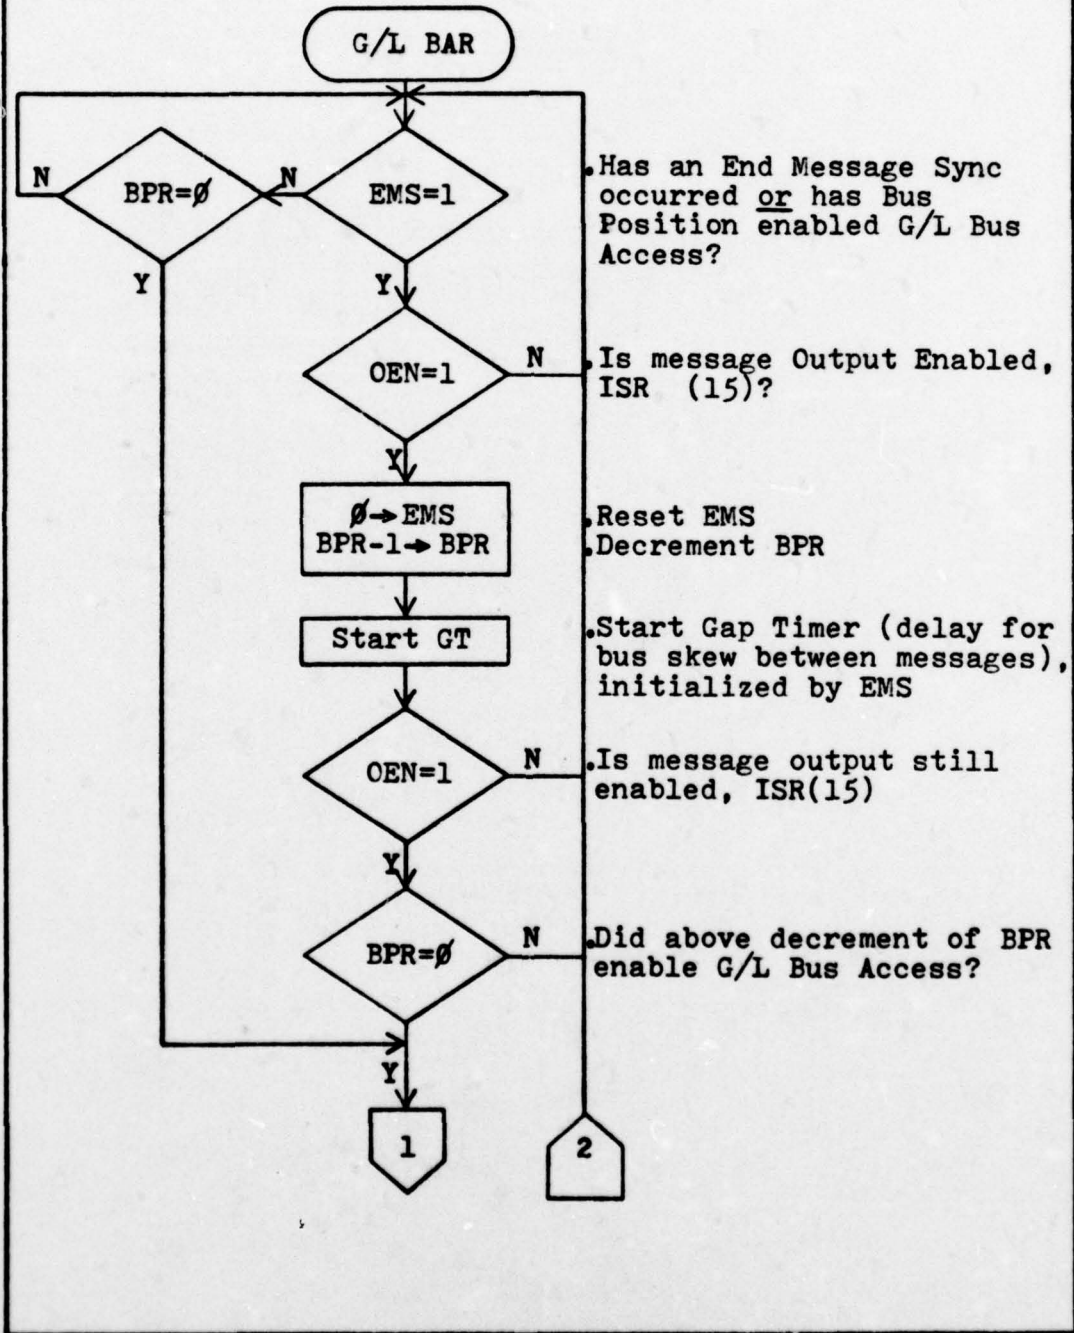 G/L BAR
N
BPR=Ø
N
EMS=1
.Has an End Message Sync
occurred or has Bus
Position enabled G/L Bus
Access?
Y
Y
OEN=1
N
.Is message Output Enabled,
ISR (15)?
Y
Ø→EMS
BPR-1→BPR
.Reset EMS
.Decrement BPR
Start GT
.Start Gap Timer (delay for
bus skew between messages),
initialized by EMS
OEN=1
N
.Is message output still
enabled, ISR(15)
Y
BPR=Ø
N
.Did above decrement of BPR
enable G/L Bus Access?
Y
1
2